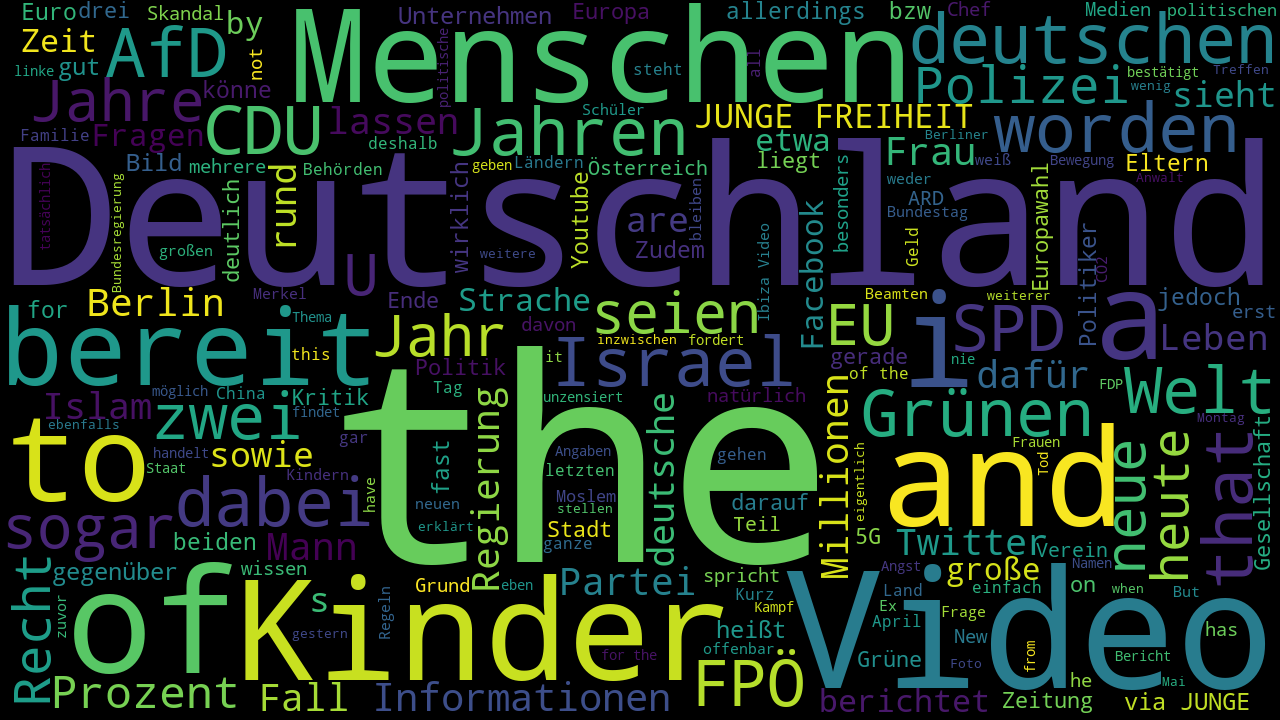 Euro drei Skandal by Unternehmen Europa allerdings bzw Chef Medien politischen
Zeit AfD Menschen deutschen
linke gut not politische steht all Polizei bestätigt Treffen
wenig sieht
Jahre könne Schüler JUNGE FREIHEIT worden
Familie Fragen CDU lassen deshalb Jahren etwa Frau Berliner
Bild mehrere Behörden geben Ländern Österreich liegt weiß Bewegung Eltern
Deutschland
tatsächlich Bundesregierung deutlich rund wirklich Youtube are bleiben besonders weder ARD Anwalt
Bundestag Europawahl
großen U weitere Zudem Facebook Geld Politiker CO2
Berlin Merkel Ende Strache seien Ibiza Video Beamten weiterer jedoch erst
for bereit Thema Jahr davon EU i SPD a Leben
this inzwischen fordert
Politik it Israel gerade nie dafür
möglich China Kritik Tag unzensiert natürlich of the FDP Welt
Islam zwei findet Grünen Montag
ebenfalls gar the Regierung deutsche Millionen
to handelt sowie fast Angaben gehen Frauen and neue heute that Gesellschaft
Staat Kindern have letzten eigentlich Tod
dabei neuen Moslem darauf
sogar erklärt stellen Teil 5G
beiden Mann Stadt Twitter Verein
ganze
Recht gegenüber wissen Grund eben Partei spricht Angst große Namen
of Kinder s Kurz Video Land einfach on when
zuvor Regeln Kampf Ex Frage But
gestern heißt April New has
for the offenbar Grüne Foto from Bericht
Prozent Fall Informationen FPÖ berichtet he Mai
Zeitung via JUNGE